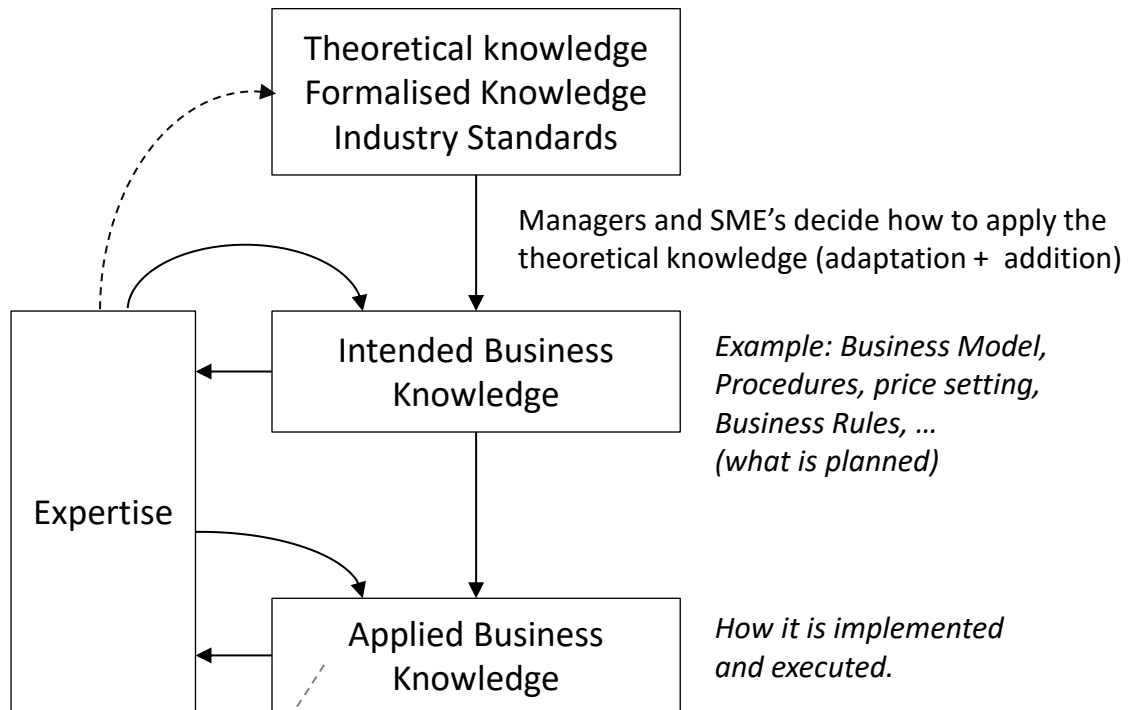 Theoretical knowledge
Formalised Knowledge
Industry Standards
Managers and SME’s decide how to apply the
theoretical knowledge (adaptation +  addition)
Intended Business
Knowledge
Example: Business Model,
Procedures, price setting,
Business Rules, …
(what is planned)
Expertise
Applied Business
Knowledge
How it is implemented
and executed.